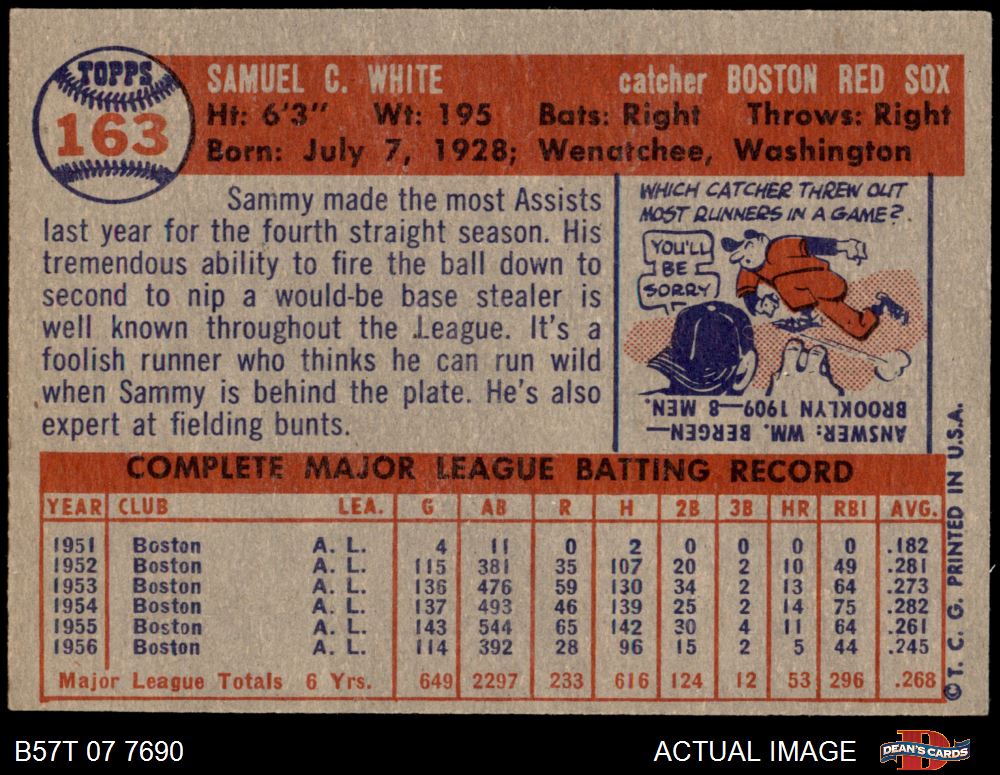 TOPPS
163
SAMUEL C. WHITE catcher BOSTON RED SOX
Ht: 6'3" Wt: 195 Bats: Right Throws: Right
Born: July 7, 1928; Wenatchee, Washington
Sammy made the most Assists
last year for the fourth straight season. His
tremendous ability to fire the ball down to
second to nip a would-be base stealer is
well known throughout the League. It's a
foolish runner who thinks he can run wild
when Sammy is behind the plate. He's also
expert at fielding bunts.
WHICH CATCHER THREW OUT
MOST RUNNERS IN A GAME?
YOU'LL
BE
SORRY
ANSWER: WM. BERGEN—
BROOKLYN 1909—8 MEN.
COMPLETE MAJOR LEAGUE BATTING RECORD
YEAR CLUB LEA. G AB R H 2B 3B HR RBI AVG.
1951 Boston A. L. 4 11 0 2 0 0 0 0 .182
1952 Boston A. L. 115 381 35 107 20 2 10 49 .281
1953 Boston A. L. 136 476 59 130 34 2 13 64 .273
1954 Boston A. L. 137 493 46 139 25 2 14 75 .282
1955 Boston A. L. 143 544 65 142 30 4 11 64 .261
1956 Boston A. L. 114 392 28 96 15 2 5 44 .245
Major League Totals 6 Yrs. 649 2297 233 616 124 12 53 296 .268
© T. C. G. PRINTED IN U.S.A.
B57T 07 7690 ACTUAL IMAGE
D
DEAN'S CARDS